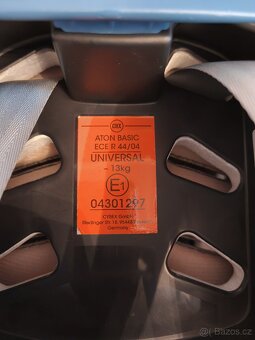 ATON BASIC
ECE R 44/04
UNIVERSAL
- 13kg
E1
04301297
CYBEX GmbH
Germany
© Bazos.cz